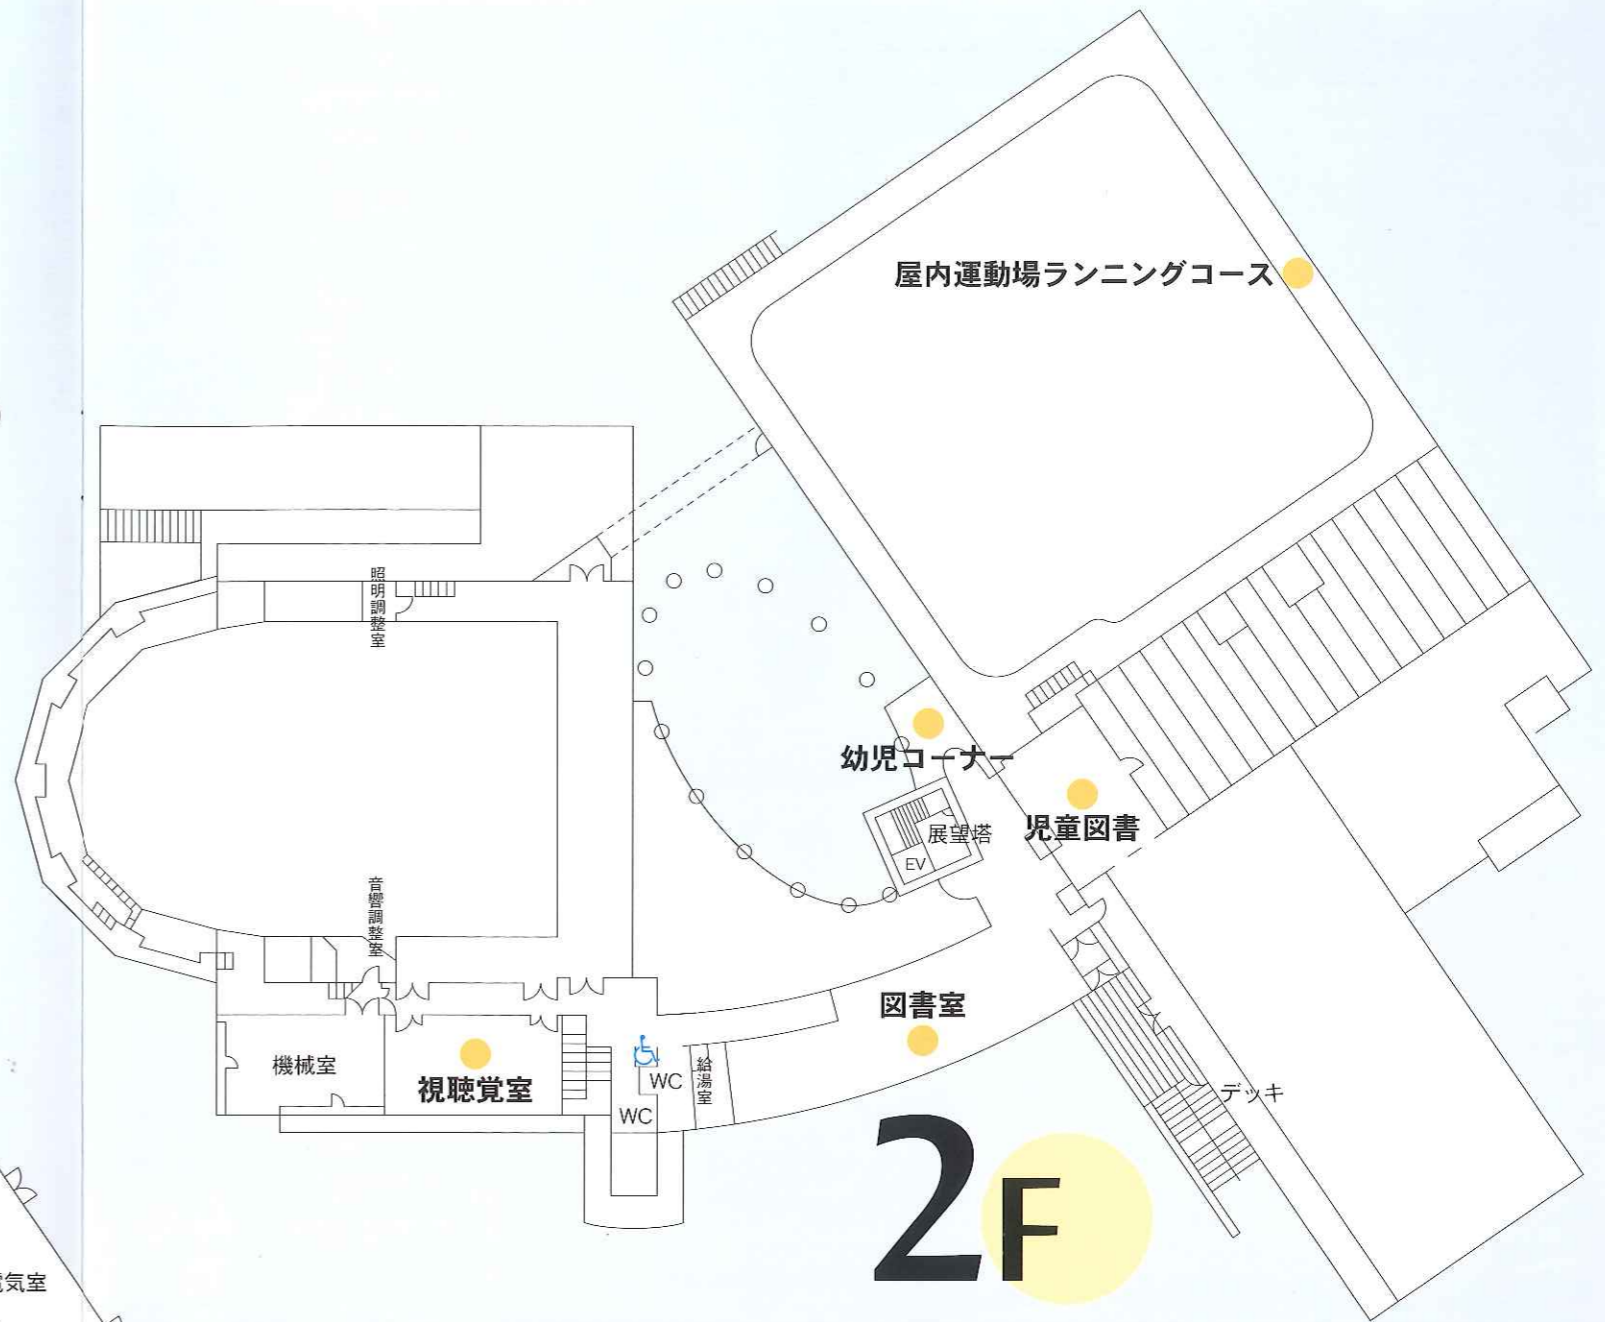 屋内運動場ランニングコース
照明調整室
幼児コーナー
展望塔
EV
児童図書
音響調整室
図書室
機械室
視聴覚室
WC
給湯室
WC
デッキ
2F
気室